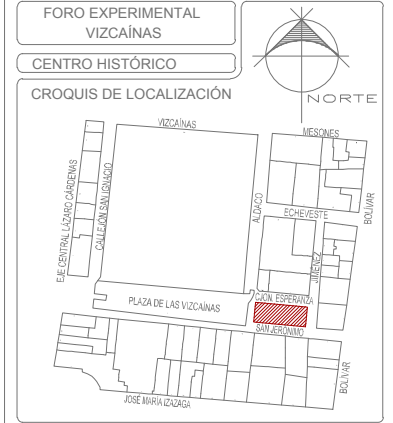 FORO EXPERIMENTAL
VIZCAÍNAS
CENTRO HISTÓRICO
CROQUIS DE LOCALIZACIÓN
NORTE
VIZCAÍNAS
MESONES
EJE CENTRAL LÁZARO CÁRDENAS
CALLEJÓN SAN IGNACIO
ALDACO
ECHEVESTE
BOLÍVAR
JIMÉNEZ
CJON. ESPERANZA
PLAZA DE LAS VIZCAÍNAS
SAN JERÓNIMO
BOLIVAR
JOSÉ MARÍA IZAZAGA